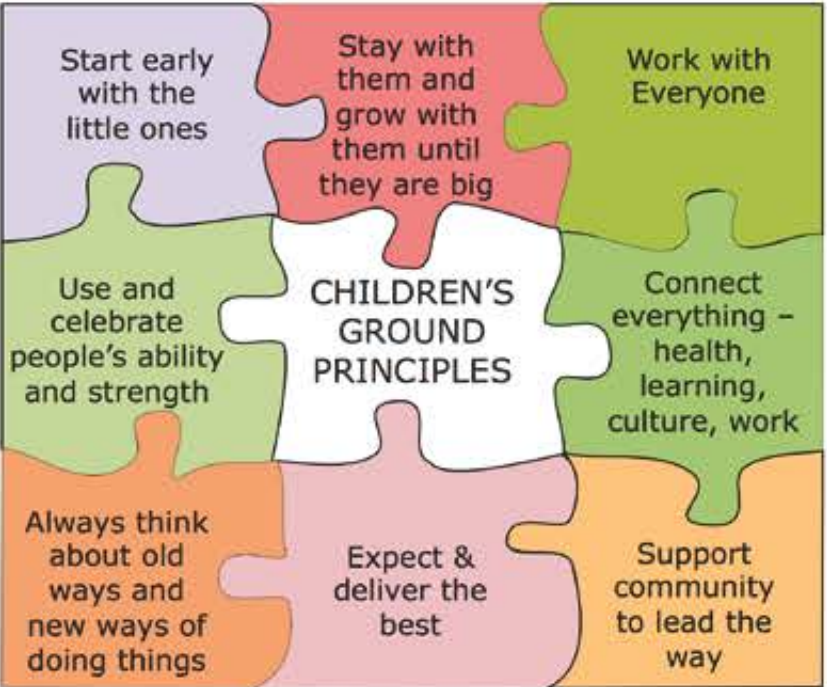 Start early
with the
little ones
Stay with
them and
grow with
them until
they are big
Work with
Everyone
Use and
celebrate
people's ability
and strength
CHILDREN'S
GROUND
PRINCIPLES
Connect
everything –
health,
learning,
culture, work
Always think
about old
ways and
new ways of
doing things
Expect &
deliver the
best
Support
community
to lead the
way